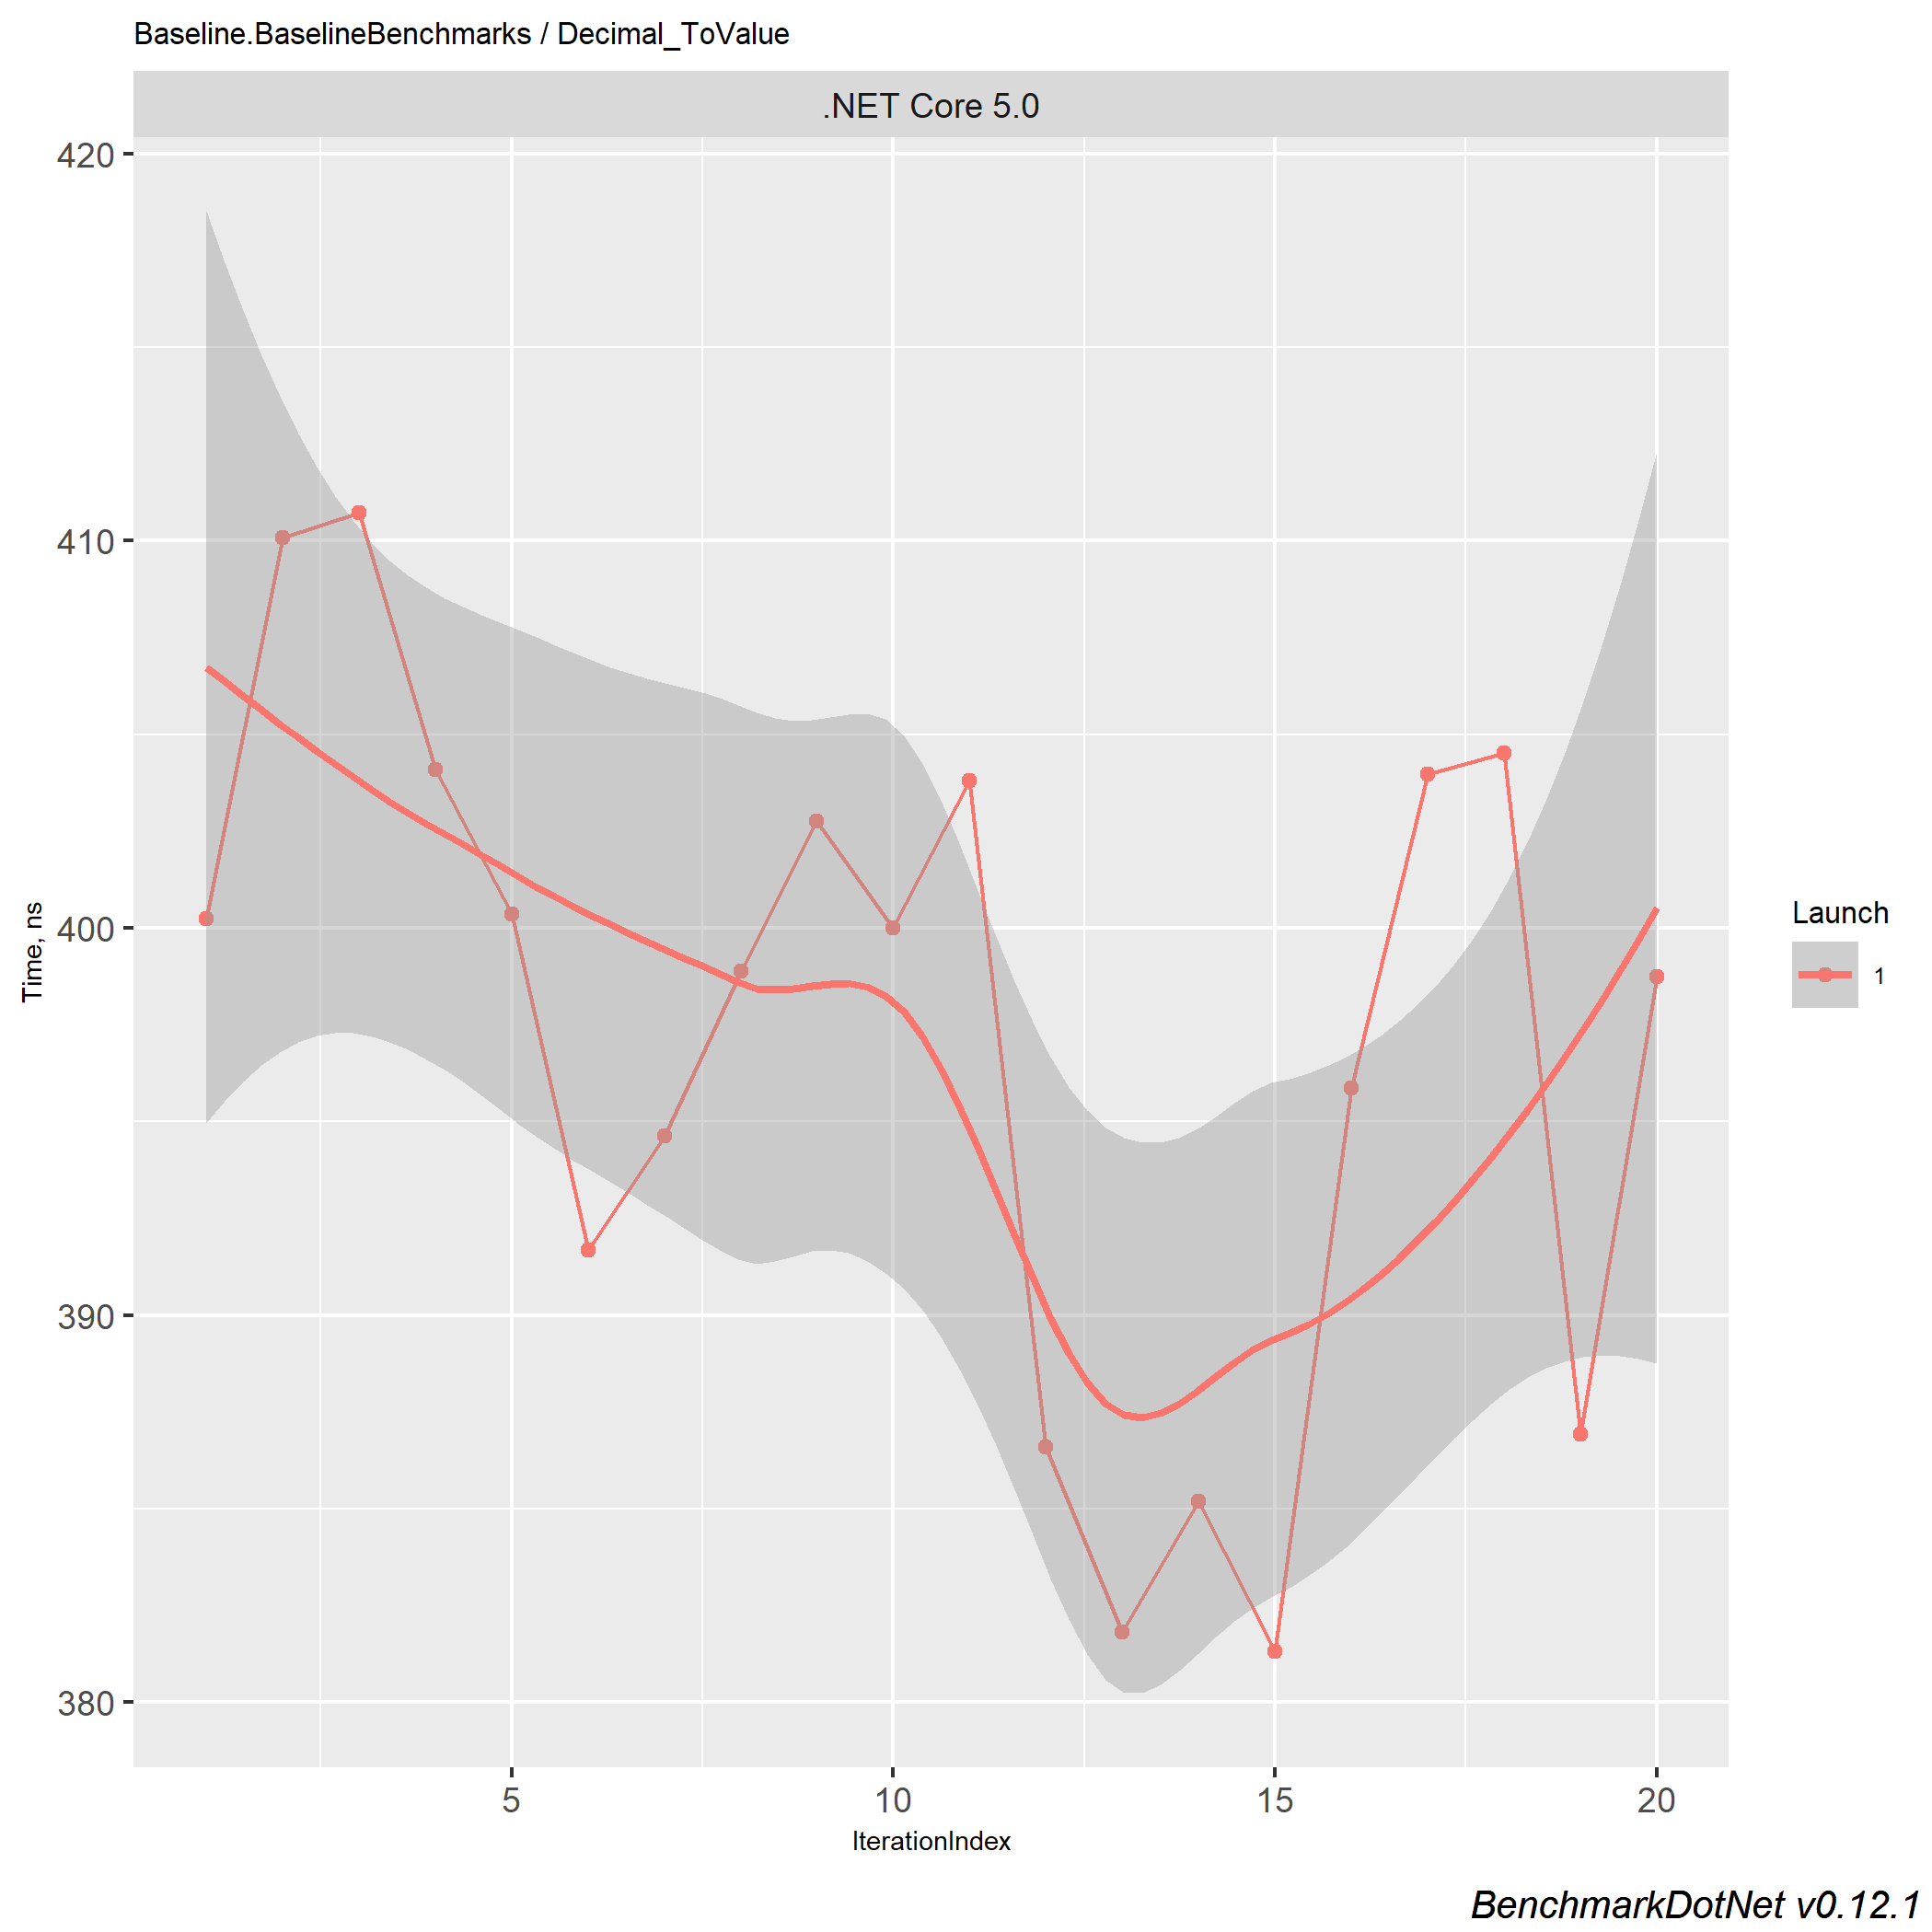 Baseline.BaselineBenchmarks / Decimal_ToValue
.NET Core 5.0
420
410
400
390
380
Time, ns
5 10 15 20
IterationIndex
Launch
1
BenchmarkDotNet v0.12.1